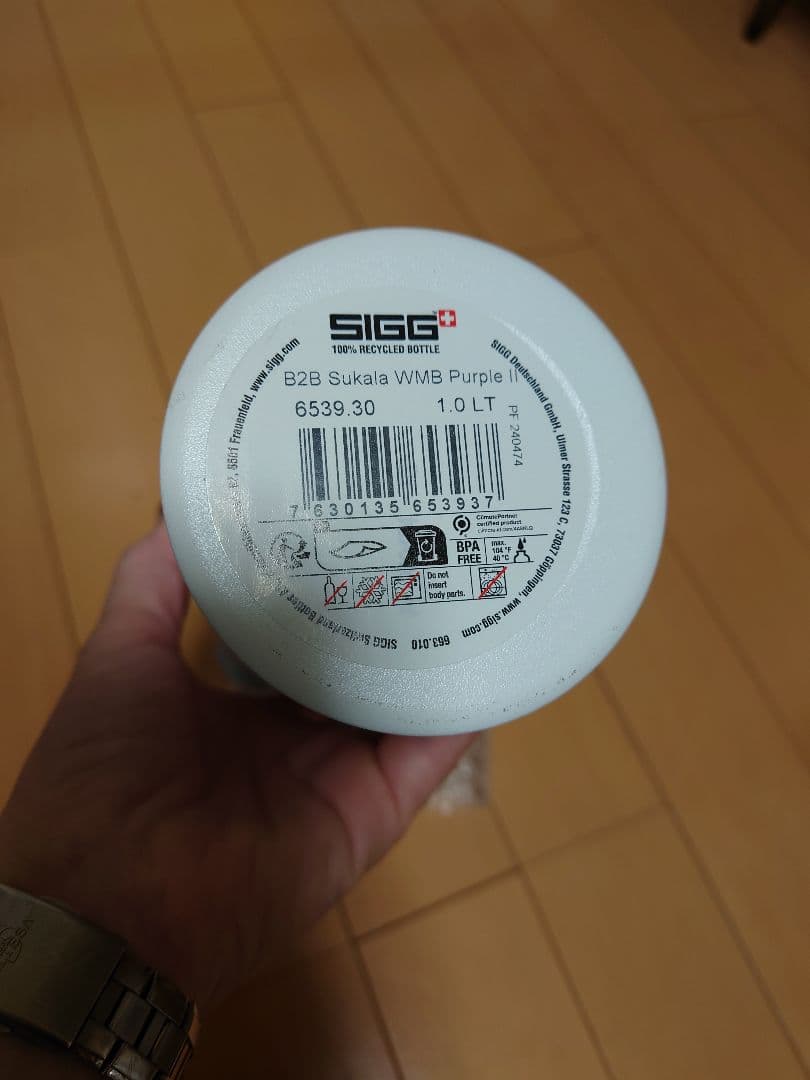 SIGG
100% RECYCLED BOTTLE
B2B Sukala WMB Purple II
6539.30 1.0 LT
PF 240474
7 630135 653937
ClimatePartner
certified product
BPA
FREE
max.
104 °F
40 °C
Do not
insert
body parts.
SIGG Deutschland GmbH, Ulmer Strasse 123 C, 73037 Göppingen, www.sigg.com
663.010
SIGG Switzerland Bottles
Frauenfeld, www.sigg.com